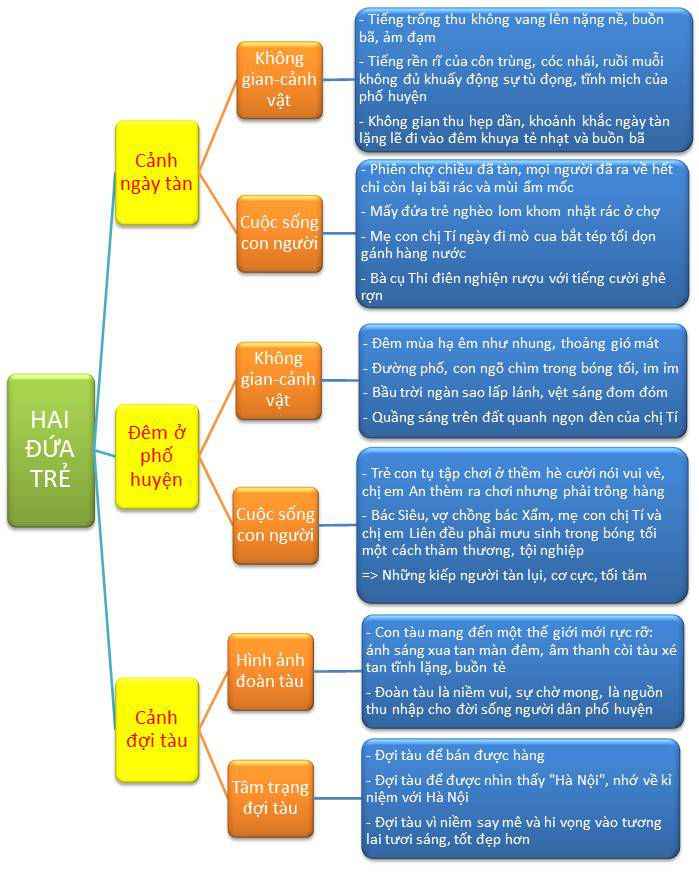 HAI
ĐỨA
TRẺ
Cảnh
ngày tàn
Không
gian-cảnh
vật
- Tiếng trống thu không vang lên nặng nề, buồn
bã, ảm đạm
- Tiếng rền rĩ của côn trùng, cóc nhái, ruồi muỗi
không đủ khuấy động sự tù đọng, tĩnh mịch của
phố huyện
- Không gian thu hẹp dần, khoảnh khắc ngày tàn
lặng lẽ đi vào đêm khuya tẻ nhạt và buồn bã
Cuộc sống
con người
- Phiên chợ chiều đã tàn, mọi người đã ra về hết
chỉ còn lại bãi rác và mùi ẩm mốc
- Mấy đứa trẻ nghèo lom khom nhặt rác ở chợ
- Mẹ con chị Tí ngày đi mò cua bắt tép tối dọn
gánh hàng nước
- Bà cụ Thi điên nghiện rượu với tiếng cười ghê
rợn
Đêm ở
phố
huyện
Không
gian-cảnh
vật
- Đêm mùa hạ êm như nhung, thoảng gió mát
- Đường phố, con ngõ chìm trong bóng tối, im ỉm
- Bầu trời ngàn sao lấp lánh, vệt sáng đom đóm
- Quầng sáng trên đất quanh ngọn đèn của chị Tí
Cuộc sống
con người
- Trẻ con tụ tập chơi ở thềm hè cười nói vui vẻ,
chị em An thèm ra chơi nhưng phải trông hàng
- Bác Siêu, vợ chồng bác Xẩm, mẹ con chị Tí và
chị em Liên đều phải mưu sinh trong bóng tối
một cách thảm thương, tội nghiệp
=> Những kiếp người tàn lụi, cơ cực, tối tăm
Cảnh
đợi tàu
Hình ảnh
đoàn tàu
- Con tàu mang đến một thế giới mới rực rỡ:
ánh sáng xua tan màn đêm, âm thanh còi tàu xé
tan tĩnh lặng, buồn tẻ
- Đoàn tàu là niềm vui, sự chờ mong, là nguồn
thu nhập cho đời sống người dân phố huyện
Tâm trạng
đợi tàu
- Đợi tàu để bán được hàng
- Đợi tàu để được nhìn thấy "Hà Nội", nhớ về kỉ
niệm với Hà Nội
- Đợi tàu vì niềm say mê và hi vọng vào tương
lai tươi sáng, tốt đẹp hơn